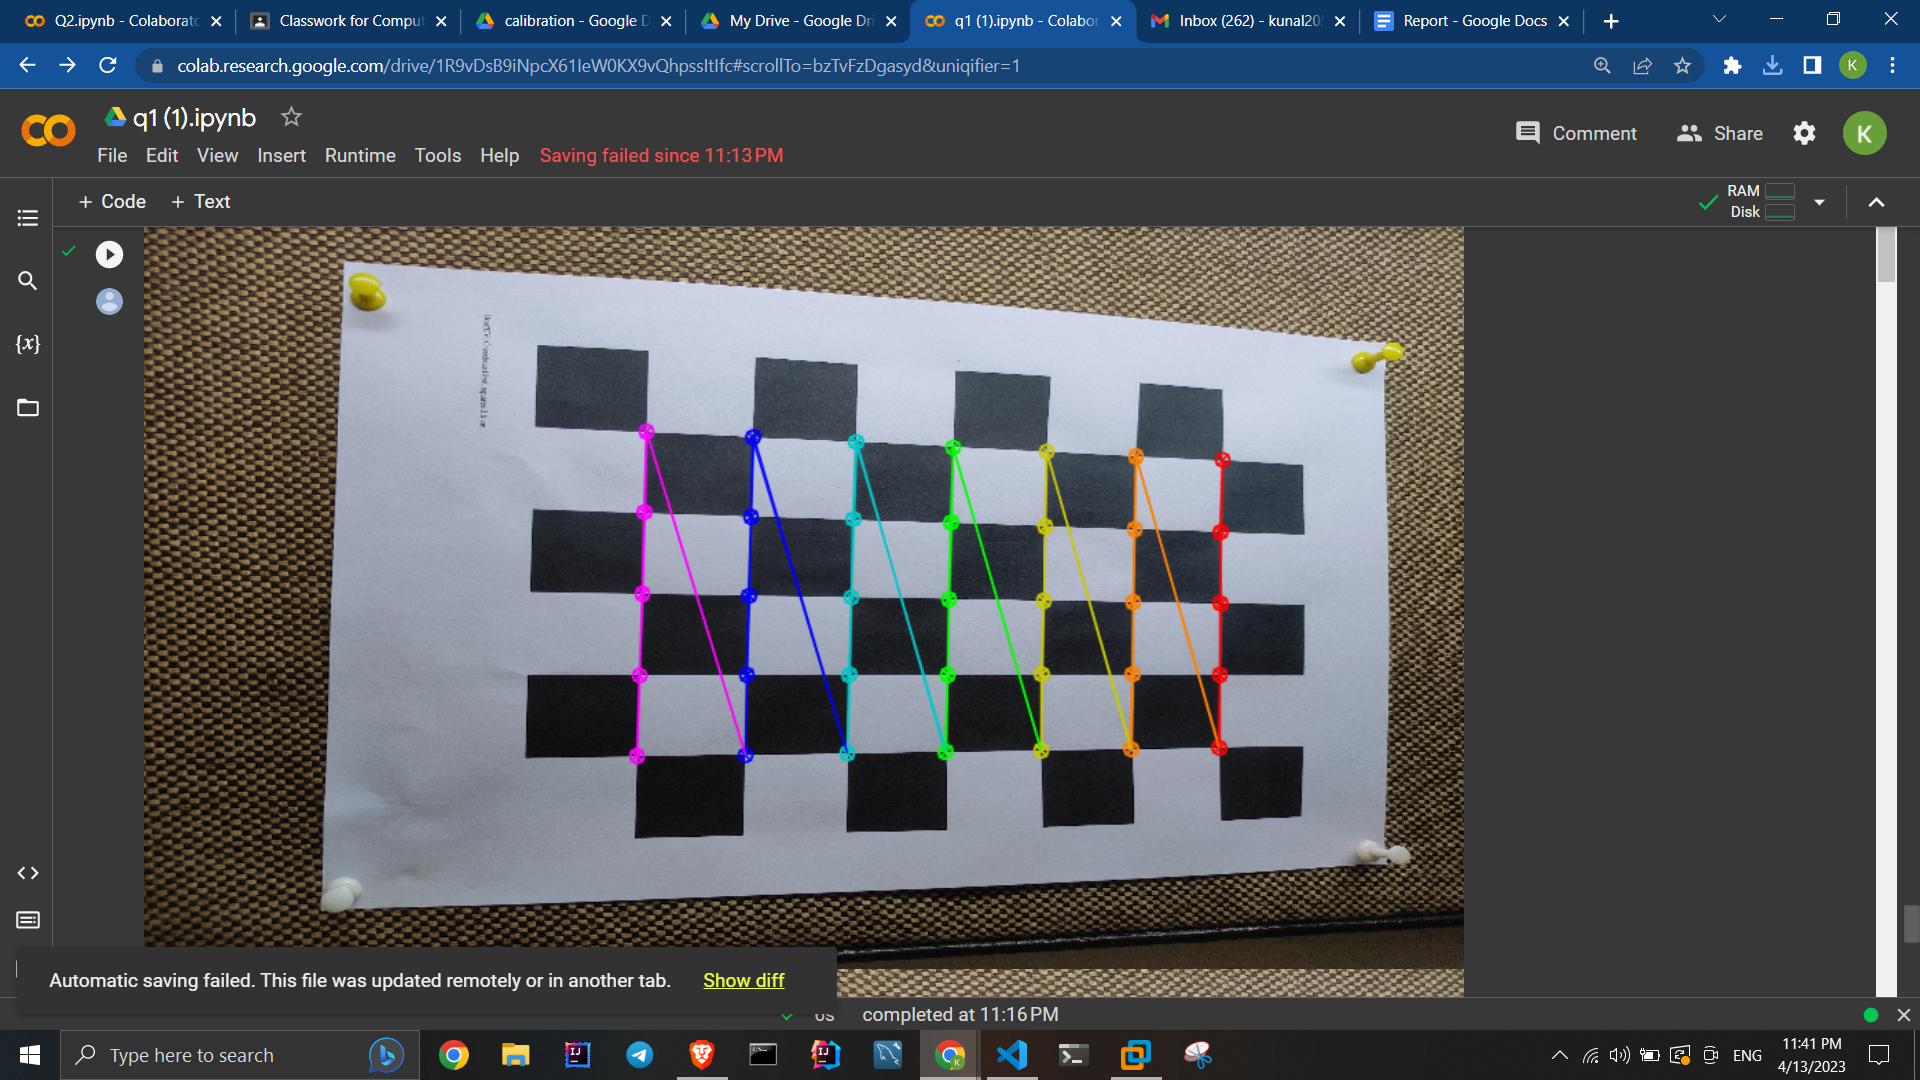 Q2.ipynb - Colaborato
Classwork for Comput
calibration - Google D
My Drive - Google Dri
q1 (1).ipynb - Colabor
Inbox (262) - kunal205
Report - Google Docs
colab.research.google.com/drive/1R9vDsB9iNpcX61IeW0KX9vQhpssItIfc#scrollTo=bzTvFzDgasyd&uniqifier=1
K
q1 (1).ipynb
Comment
Share
K
File Edit View Insert Runtime Tools Help Saving failed since 11:13 PM
+ Code + Text
RAM
Disk
{x}
Automatic saving failed. This file was updated remotely or in another tab. Show diff
0s completed at 11:16 PM
Type here to search
ENG
11:41 PM
4/13/2023